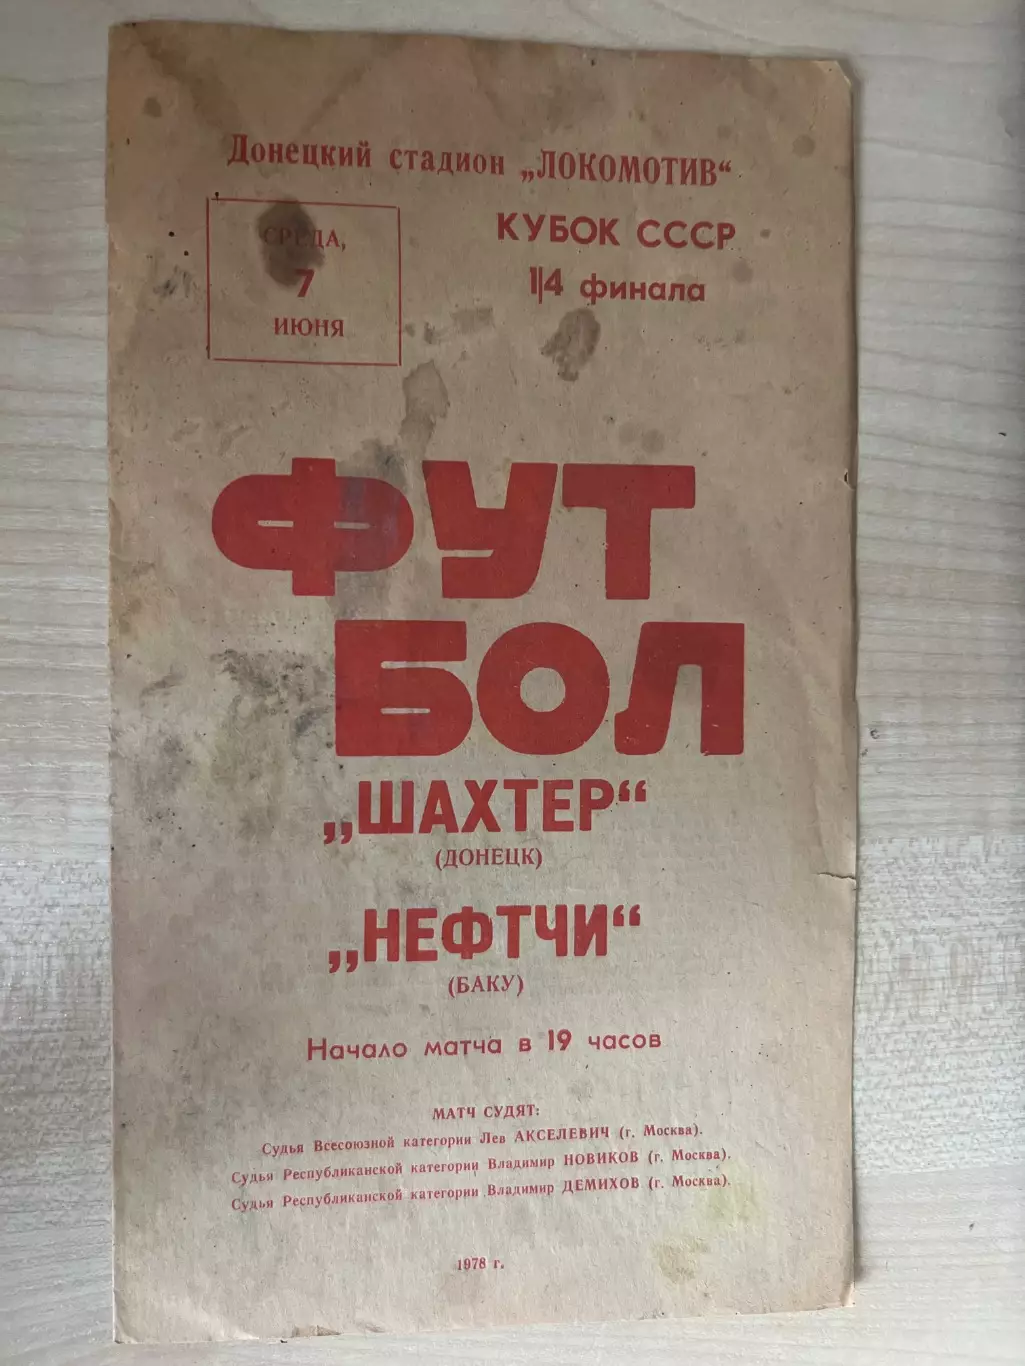 Донецкий стадион „ЛОКОМОТИВ“
СРЕДА,
7
ИЮНЯ
КУБОК СССР
1/4 финала
ФУТ
БОЛ
„ШАХТЕР“
(ДОНЕЦК)
„НЕФТЧИ“
(БАКУ)
Начало матча в 19 часов
МАТЧ СУДЯТ:
Судья Всесоюзной категории Лев АКСЕЛЕВИЧ (г. Москва).
Судья Республиканской категории Владимир НОВИКОВ (г. Москва).
Судья Республиканской категории Владимир ДЕМИХОВ (г. Москва).
1978 г.